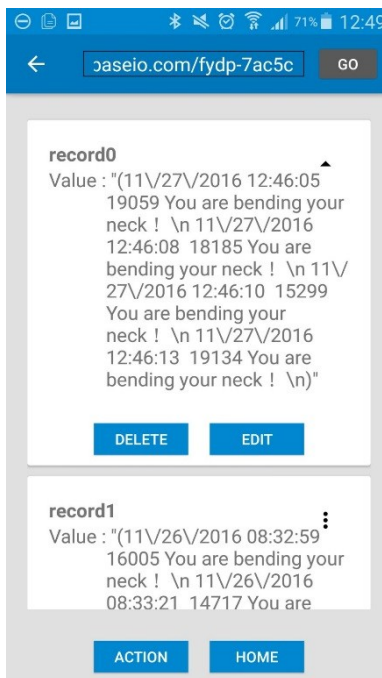 71% 12:49
baseio.com/fydp-7ac5c GO
record0
Value : "(11\/27\/2016 12:46:05
19059 You are bending your
neck！ \n 11\/27\/2016
12:46:08  18185 You are
bending your neck！ \n 11\/
27\/2016 12:46:10  15299
You are bending your
neck！ \n 11\/27\/2016
12:46:13  19134 You are
bending your neck！ \n)"
DELETE EDIT
record1
Value : "(11\/26\/2016 08:32:59
16005 You are bending your
neck！ \n 11\/26\/2016
08:33:21  14717 You are
ACTION HOME